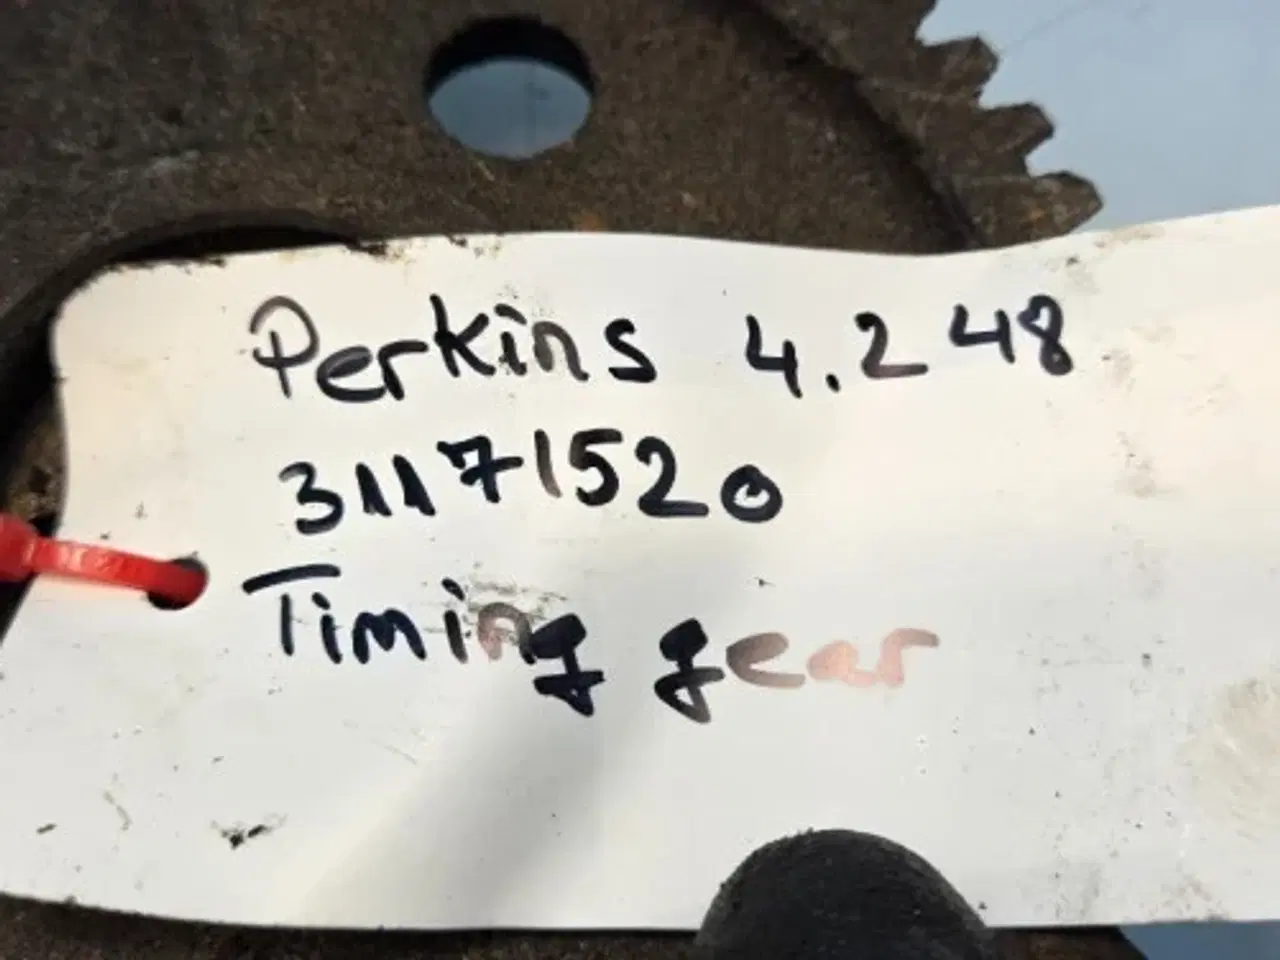 Perkins 4.248
31171520
Timing gear